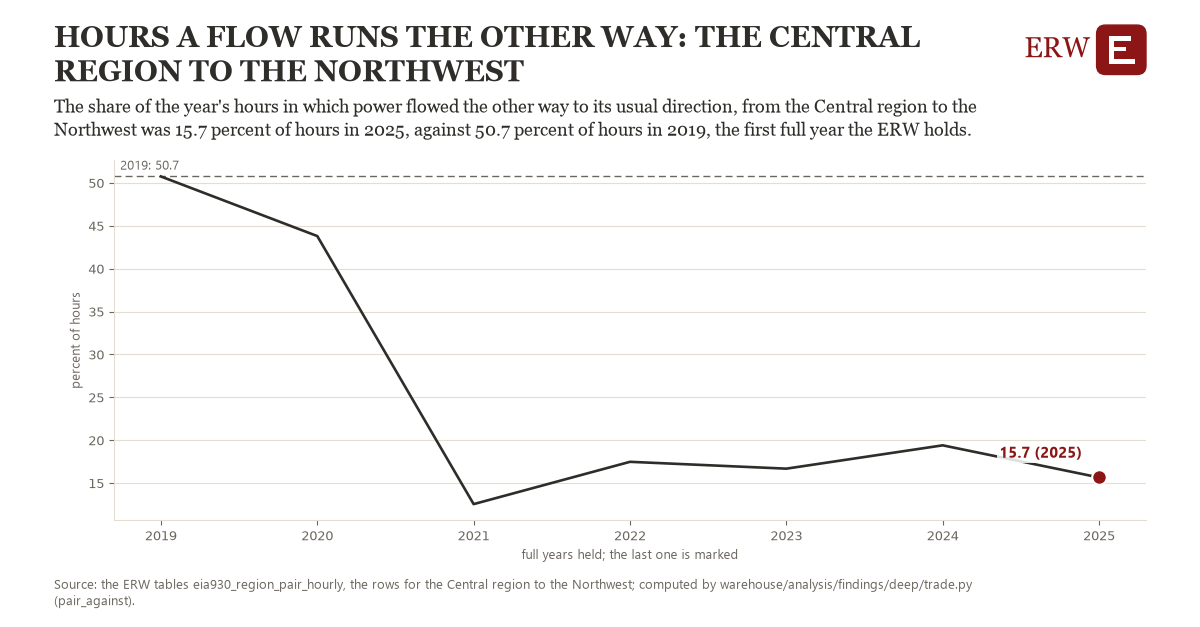 HOURS A FLOW RUNS THE OTHER WAY: THE CENTRAL
REGION TO THE NORTHWEST
ERW E
The share of the year's hours in which power flowed the other way to its usual direction, from the Central region to the
Northwest was 15.7 percent of hours in 2025, against 50.7 percent of hours in 2019, the first full year the ERW holds.
2019: 50.7
50
45
40
35
30
25
20
15
percent of hours
15.7 (2025)
2019 2020 2021 2022 2023 2024 2025
full years held; the last one is marked
Source: the ERW tables eia930_region_pair_hourly, the rows for the Central region to the Northwest; computed by warehouse/analysis/findings/deep/trade.py
(pair_against).